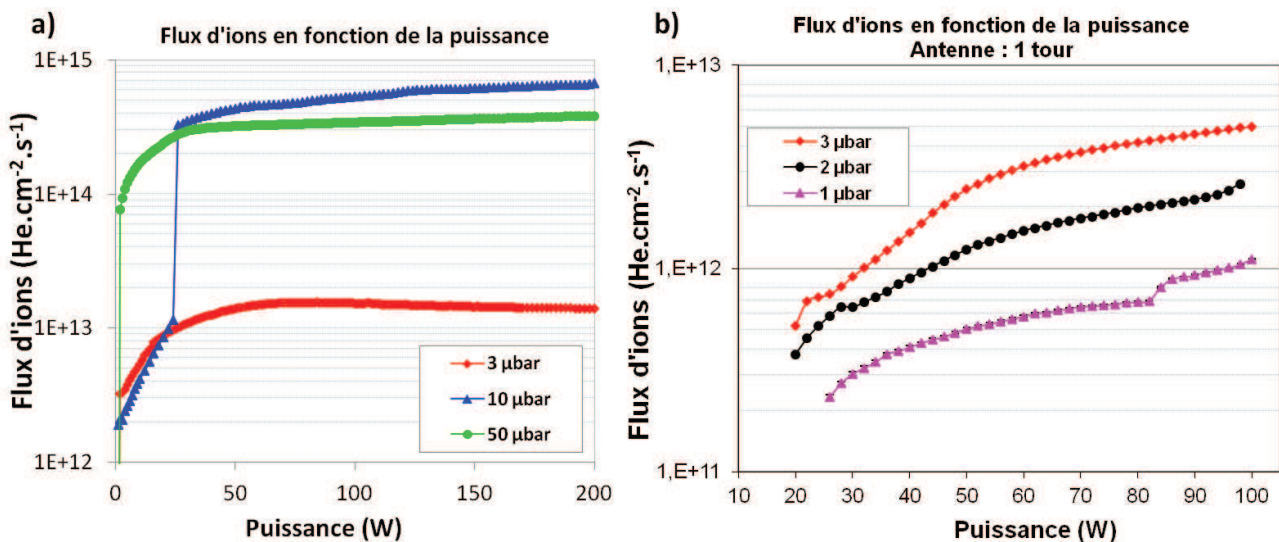 a)
Flux d'ions en fonction de la puissance
1E+15
1E+14
1E+13
1E+12
Flux d'ions (He.cm-2.s-1)
3 µbar
10 µbar
50 µbar
0 50 100 150 200
Puissance (W)
b)
Flux d'ions en fonction de la puissance
Antenne : 1 tour
1,E+13
1,E+12
1,E+11
Flux d'ions (He.cm-2.s-1)
3 µbar
2 µbar
1 µbar
10 20 30 40 50 60 70 80 90 100
Puissance (W)